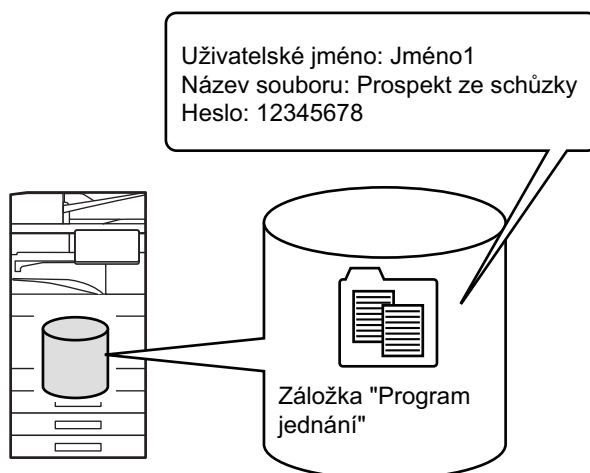 Uživatelské jméno: Jméno1
Název souboru: Prospekt ze schůzky
Heslo: 12345678
Záložka "Program
jednání"